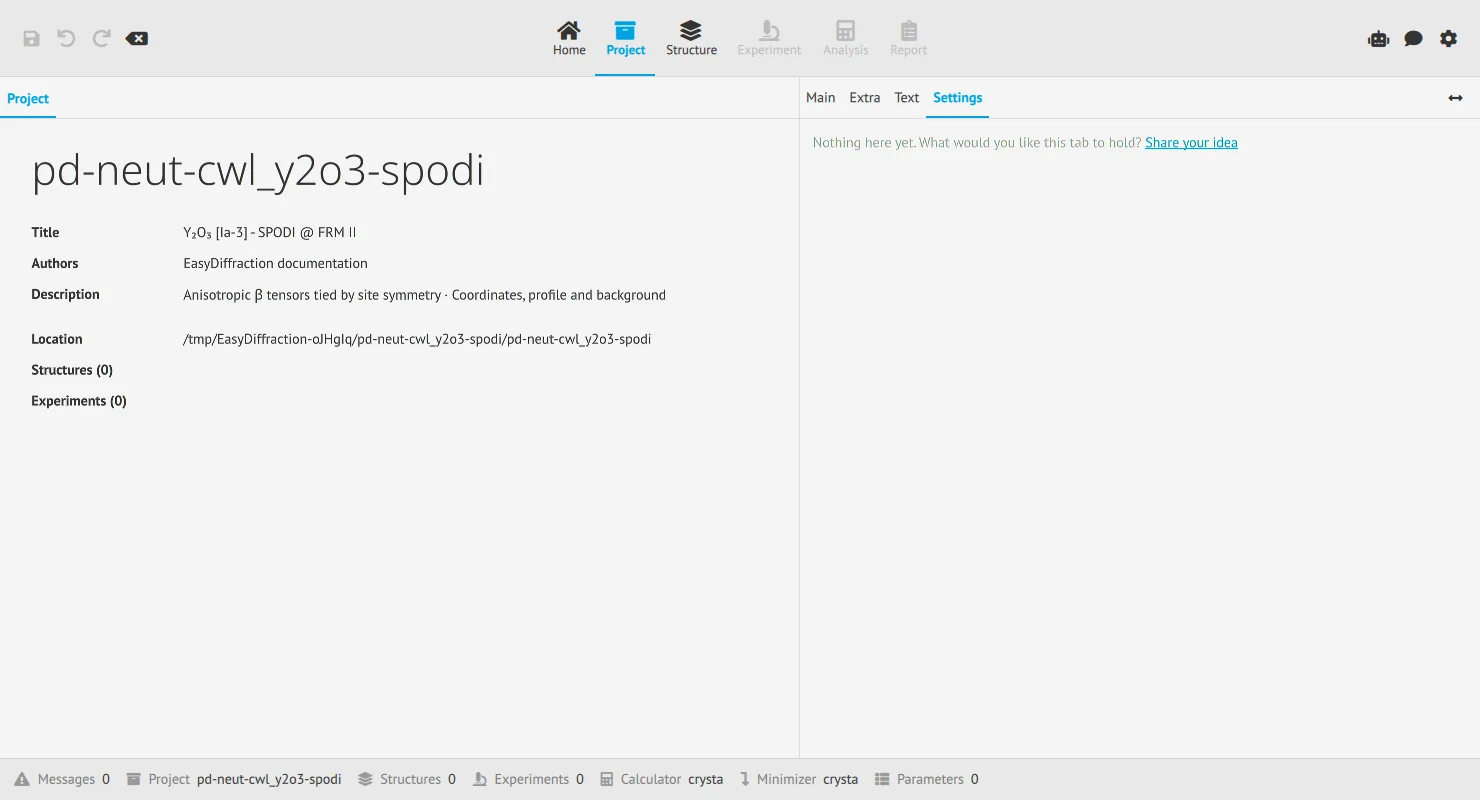 Home
Project
Structure
Experiment
Analysis
Report
Project
Main Extra Text Settings
pd-neut-cwl_y2o3-spodi
Nothing here yet. What would you like this tab to hold? Share your idea
Title Y₂O₃ [Ia-3] - SPODI @ FRM II
Authors EasyDiffraction documentation
Description Anisotropic β tensors tied by site symmetry · Coordinates, profile and background
Location /tmp/EasyDiffraction-oJHgIq/pd-neut-cwl_y2o3-spodi/pd-neut-cwl_y2o3-spodi
Structures (0)
Experiments (0)
Messages 0 Project pd-neut-cwl_y2o3-spodi Structures 0 Experiments 0 Calculator crysta Minimizer crysta Parameters 0